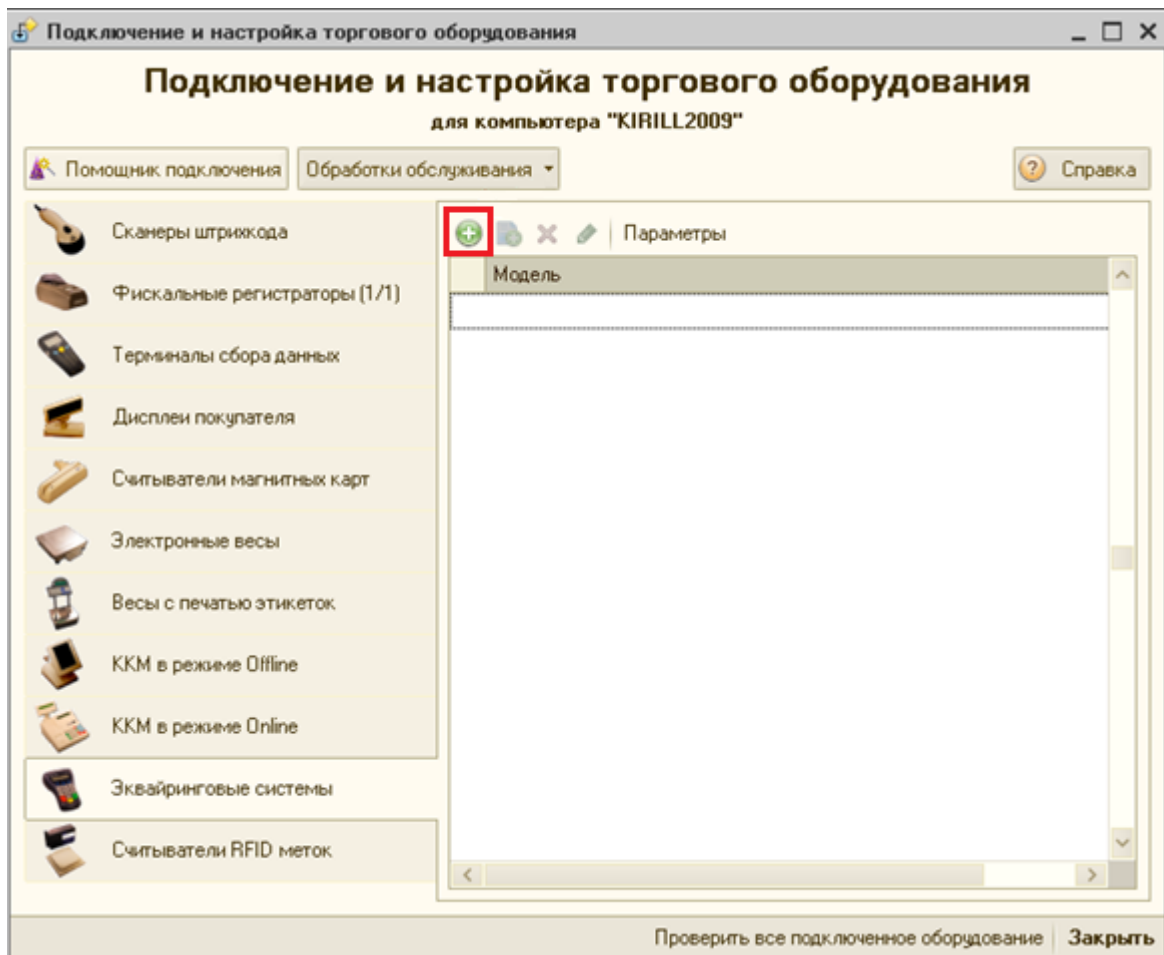 Подключение и настройка торгового оборудования
Подключение и настройка торгового оборудования
для компьютера "KIRILL2009"
Помощник подключения Обработки обслуживания Справка
Сканеры штрихкода
Фискальные регистраторы (1/1)
Терминалы сбора данных
Дисплеи покупателя
Считыватели магнитных карт
Электронные весы
Весы с печатью этикеток
ККМ в режиме Offline
ККМ в режиме Online
Эквайринговые системы
Считыватели RFID меток
Параметры
Модель
Проверить все подключенное оборудование Закрыть